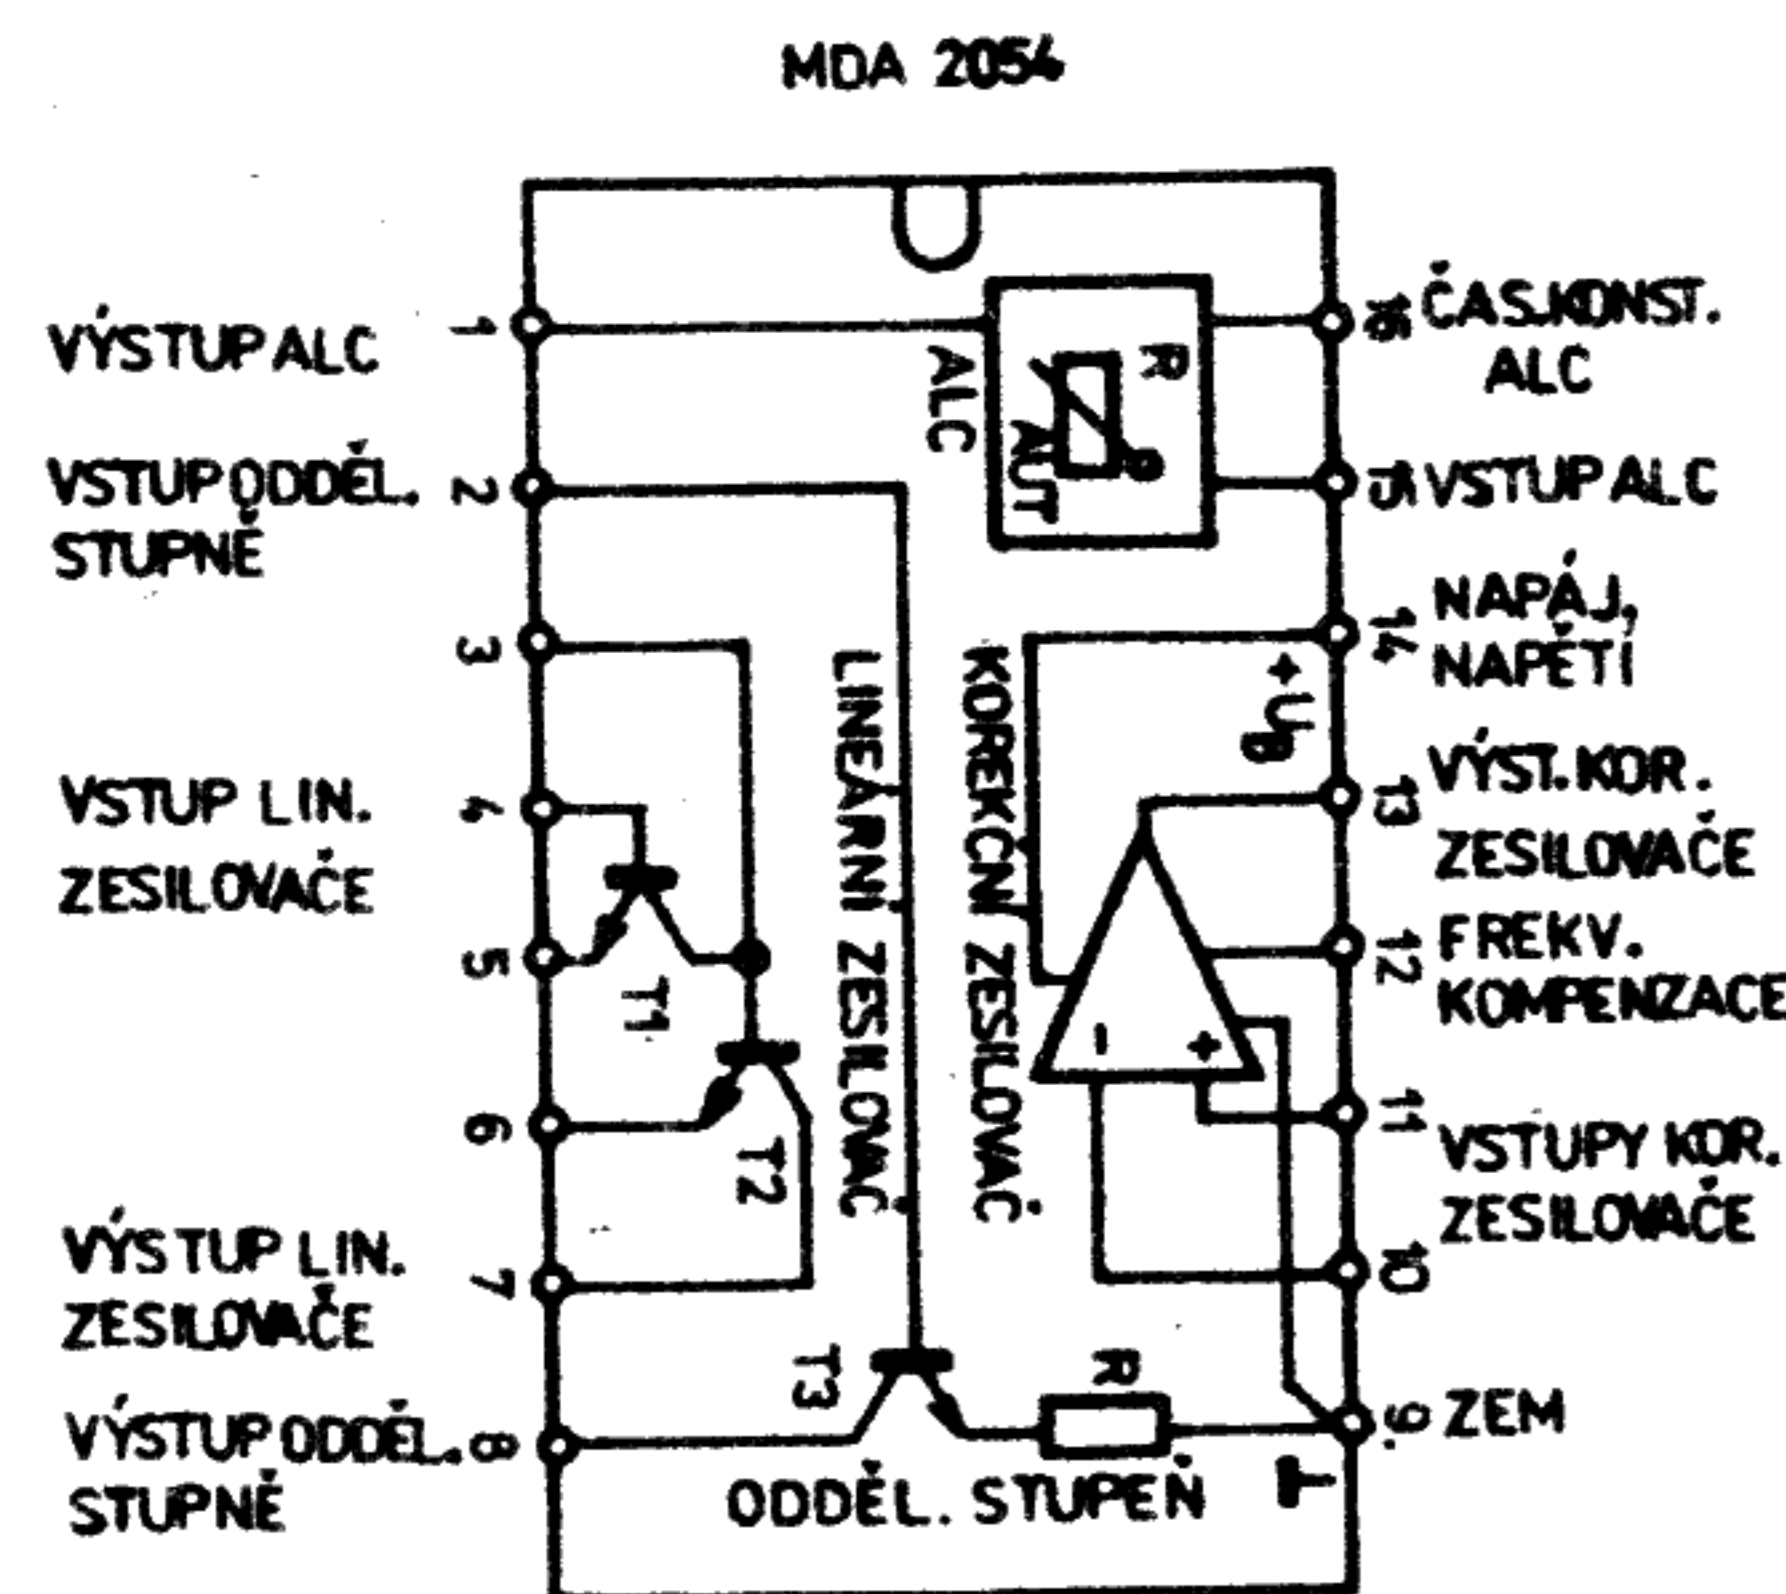 MDA 2054
VÝSTUP ALC
VSTUP ODDĚL.
STUPNĚ
VSTUP LIN.
ZESILOVAČE
VÝSTUP LIN.
ZESILOVAČE
VÝSTUP ODDĚL.
STUPNĚ
1
2
3
4
5
6
7
8
ALC
R
AUT
LINEÁRNÍ ZESILOVAČ
KOREKČNÍ ZESILOVAČ
+UB
T1
T2
T3
- +
R
ODDĚL. STUPEŇ
16
15
14
13
12
11
10
9.
ČAS.KONST.
ALC
VSTUP ALC
NAPÁJ.
NAPĚTÍ
VÝST. KOR.
ZESILOVAČE
FREKV.
KOMPENZACE
VSTUPY KOR.
ZESILOVAČE
ZEM